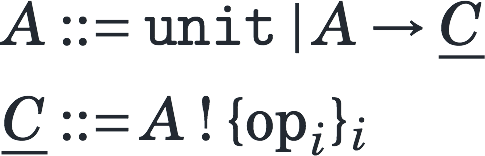 A ::= unit | A → C
C ::= A ! {opᵢ}ᵢ